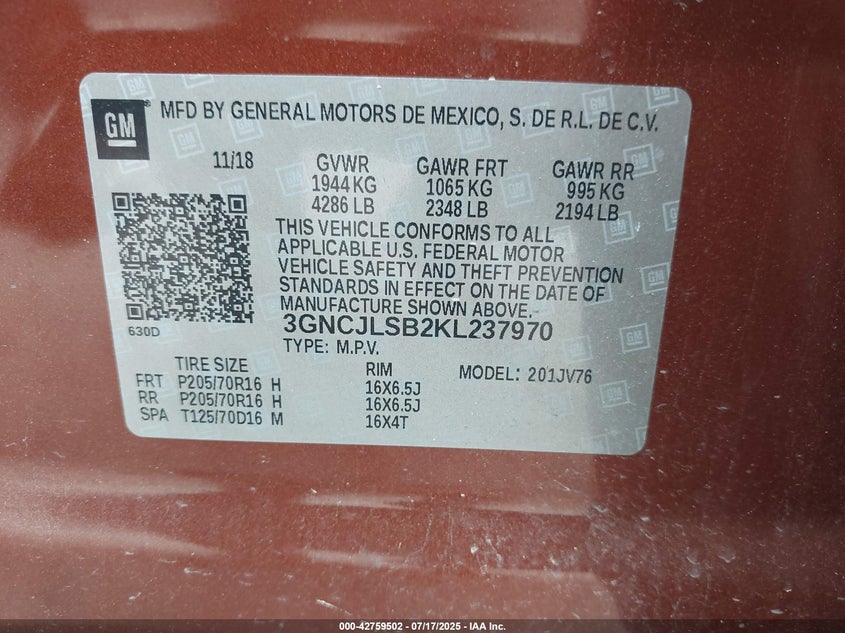 GM
MFD BY GENERAL MOTORS DE MEXICO, S. DE R.L. DE C.V.
11/18 GVWR GAWR FRT GAWR RR
1944 KG 1065 KG 995 KG
4286 LB 2348 LB 2194 LB
THIS VEHICLE CONFORMS TO ALL
APPLICABLE U.S. FEDERAL MOTOR
VEHICLE SAFETY AND THEFT PREVENTION
STANDARDS IN EFFECT ON THE DATE OF
MANUFACTURE SHOWN ABOVE.
630D
3GNCJLSB2KL237970
TYPE: M.P.V.
TIRE SIZE RIM MODEL: 201JV76
FRT P205/70R16 H 16X6.5J
RR P205/70R16 H 16X6.5J
SPA T125/70D16 M 16X4T
000-42759502 - 07/17/2025 - IAA Inc.